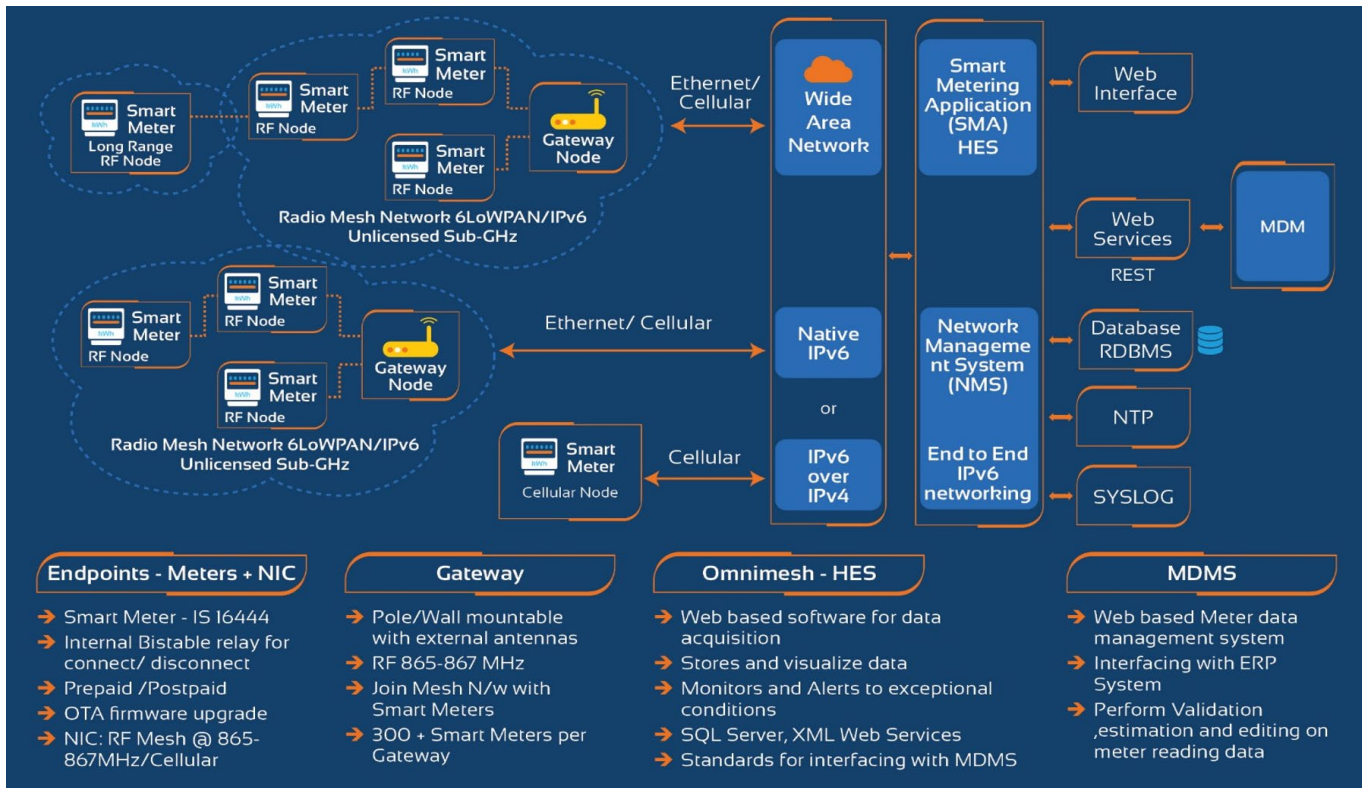 Smart
Meter
Long Range
RF Node
kWh
Smart
Meter
RF Node
kWh
Smart
Meter
RF Node
kWh
Smart
Meter
RF Node
kWh
Gateway
Node
Radio Mesh Network 6LoWPAN/IPv6
Unlicensed Sub-GHz
Ethernet/
Cellular
Smart
Meter
RF Node
kWh
Smart
Meter
RF Node
kWh
Smart
Meter
RF Node
kWh
Gateway
Node
Radio Mesh Network 6LoWPAN/IPv6
Unlicensed Sub-GHz
Ethernet/ Cellular
Smart
Meter
Cellular Node
kWh
Cellular
Wide
Area
Network
Native
IPv6
or
IPv6
over
IPv4
Smart
Metering
Application
(SMA)
HES
Network
Manageme
nt System
(NMS)
End to End
IPv6
networking
Web
Interface
Web
Services
REST
MDM
Database
RDBMS
NTP
SYSLOG
Endpoints - Meters + NIC
Smart Meter - IS 16444
Internal Bistable relay for
connect/ disconnect
Prepaid /Postpaid
OTA firmware upgrade
NIC: RF Mesh @ 865-
867MHz/Cellular
Gateway
Pole/Wall mountable
with external antennas
RF 865-867 MHz
Join Mesh N/w with
Smart Meters
300 + Smart Meters per
Gateway
Omnimesh - HES
Web based software for data
acquisition
Stores and visualize data
Monitors and Alerts to exceptional
conditions
SQL Server, XML Web Services
Standards for interfacing with MDMS
MDMS
Web based Meter data
management system
Interfacing with ERP
System
Perform Validation
,estimation and editing on
meter reading data